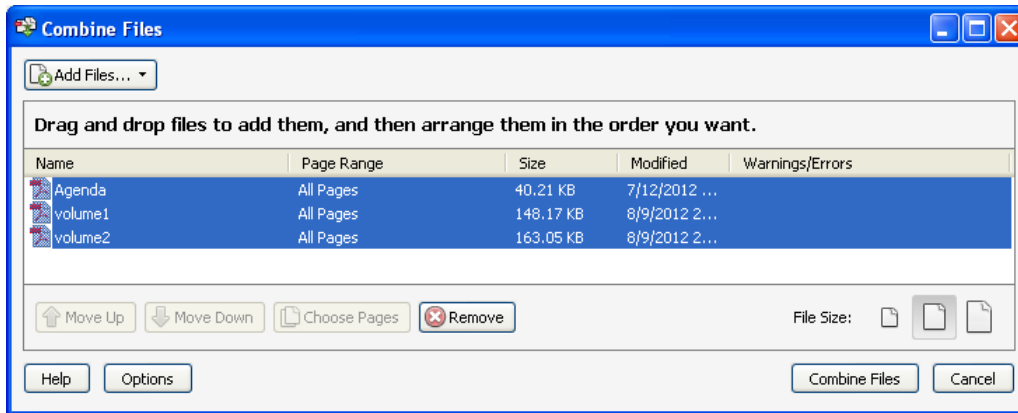 Combine Files
Add Files...
Drag and drop files to add them, and then arrange them in the order you want.
Name Page Range Size Modified Warnings/Errors
Agenda All Pages 40.21 KB 7/12/2012 ...
volume1 All Pages 148.17 KB 8/9/2012 2...
volume2 All Pages 163.05 KB 8/9/2012 2...
Move Up Move Down Choose Pages Remove File Size:
Help Options Combine Files Cancel